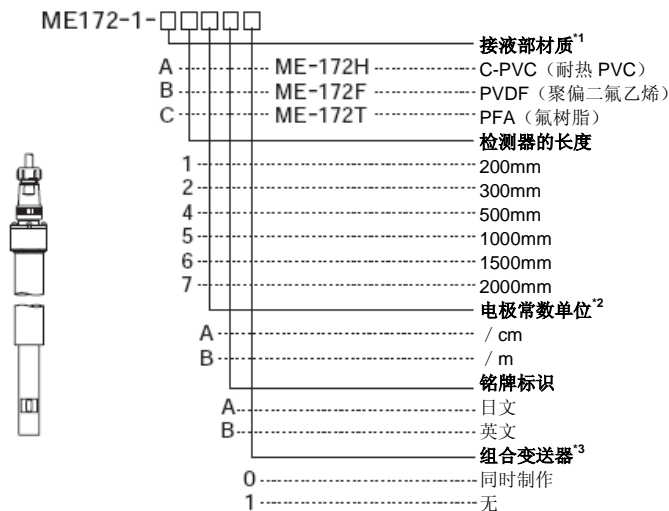 ME172-1-□□□□□
接液部材质*1
A ME-172H C-PVC（耐热 PVC）
B ME-172F PVDF（聚偏二氟乙烯）
C ME-172T PFA（氟树脂）
检测器的长度
1 200mm
2 300mm
4 500mm
5 1000mm
6 1500mm
7 2000mm
电极常数单位*2
A / cm
B / m
铭牌标识
A 日文
B 英文
组合变送器*3
0 同时制作
1 无